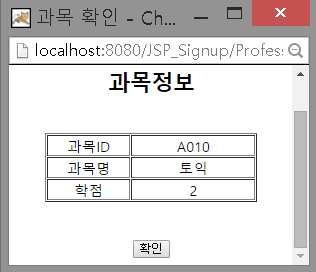 과목 확인 - Ch...
localhost:8080/JSP_Signup/Profes
과목정보
과목ID A010
과목명 토익
학점 2
확인